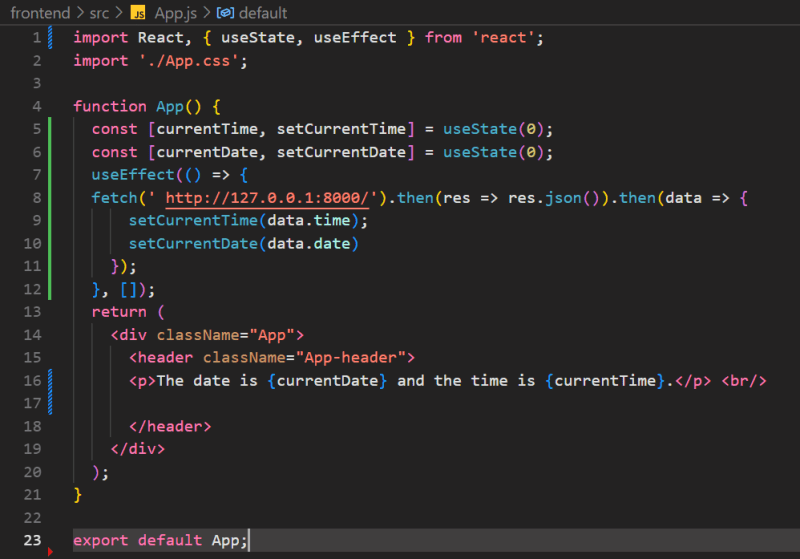 frontend > src > JS App.js > default
1 import React, { useState, useEffect } from 'react';
2 import './App.css';
3
4 function App() {
5   const [currentTime, setCurrentTime] = useState(0);
6   const [currentDate, setCurrentDate] = useState(0);
7   useEffect(() => {
8   fetch(' http://127.0.0.1:8000/').then(res => res.json()).then(data => {
9       setCurrentTime(data.time);
10       setCurrentDate(data.date)
11     });
12   }, []);
13   return (
14     <div className="App">
15       <header className="App-header">
16       <p>The date is {currentDate} and the time is {currentTime}.</p> <br/>
17
18       </header>
19     </div>
20   );
21 }
22
23 export default App;